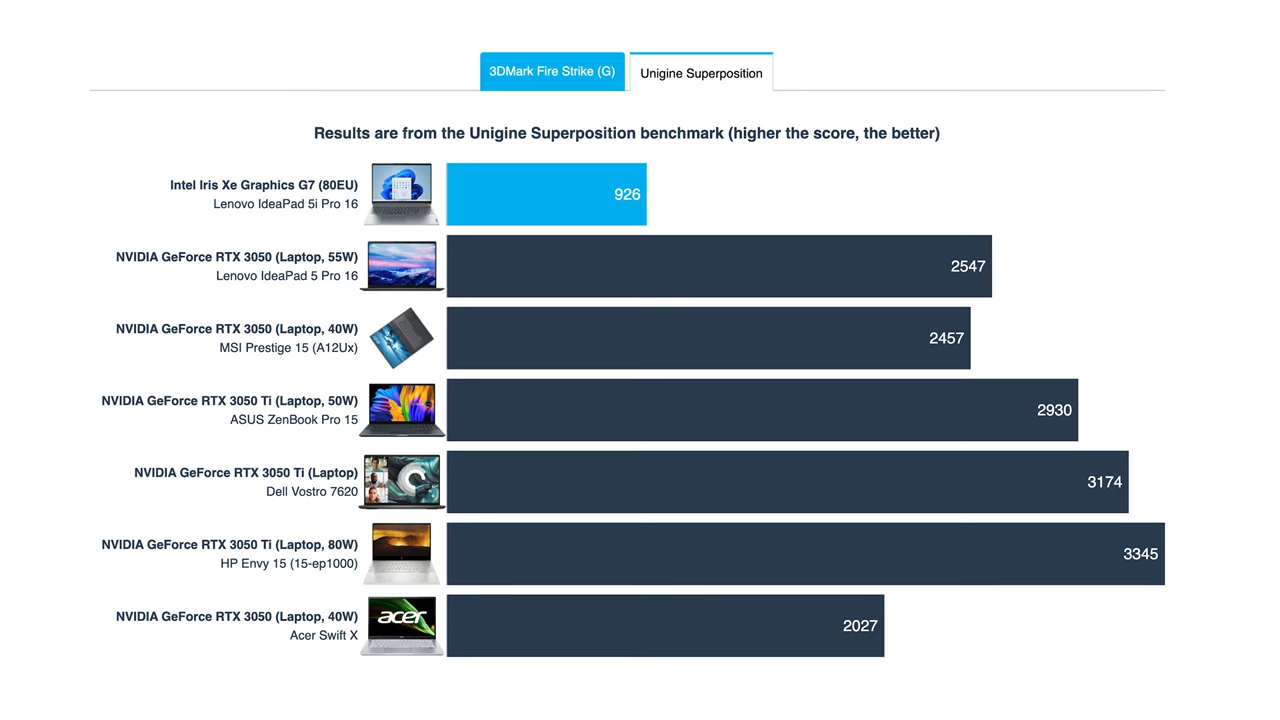 3DMark Fire Strike (G)
Unigine Superposition
Results are from the Unigine Superposition benchmark (higher the score, the better)
Intel Iris Xe Graphics G7 (80EU)
Lenovo IdeaPad 5i Pro 16
926
NVIDIA GeForce RTX 3050 (Laptop, 55W)
Lenovo IdeaPad 5 Pro 16
2547
NVIDIA GeForce RTX 3050 (Laptop, 40W)
MSI Prestige 15 (A12Ux)
2457
NVIDIA GeForce RTX 3050 Ti (Laptop, 50W)
ASUS ZenBook Pro 15
2930
NVIDIA GeForce RTX 3050 Ti (Laptop)
Dell Vostro 7620
3174
NVIDIA GeForce RTX 3050 Ti (Laptop, 80W)
HP Envy 15 (15-ep1000)
3345
NVIDIA GeForce RTX 3050 (Laptop, 40W)
Acer Swift X
acer
2027